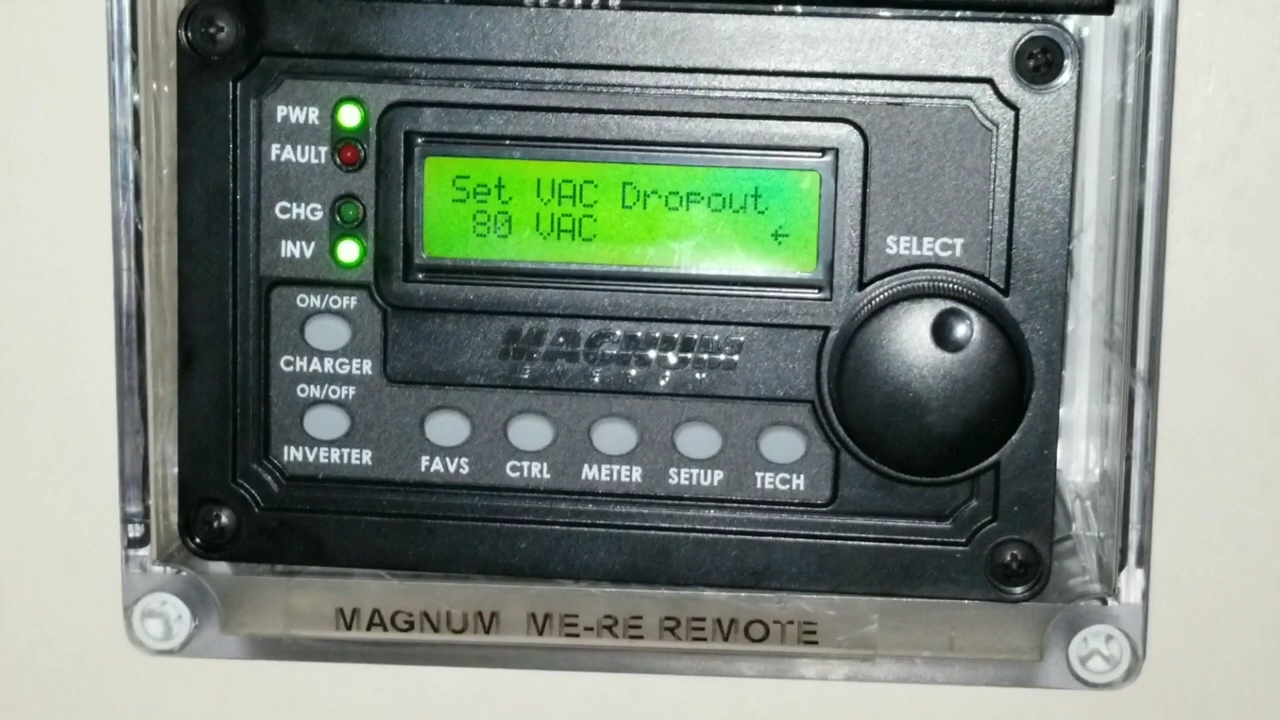 PWR
FAULT
CHG
INV
Set VAC Dropout
80 VAC ←
SELECT
ON/OFF
CHARGER
ON/OFF
INVERTER
MAGNUM
FAVS
CTRL
METER
SETUP
TECH
MAGNUM ME-RE REMOTE